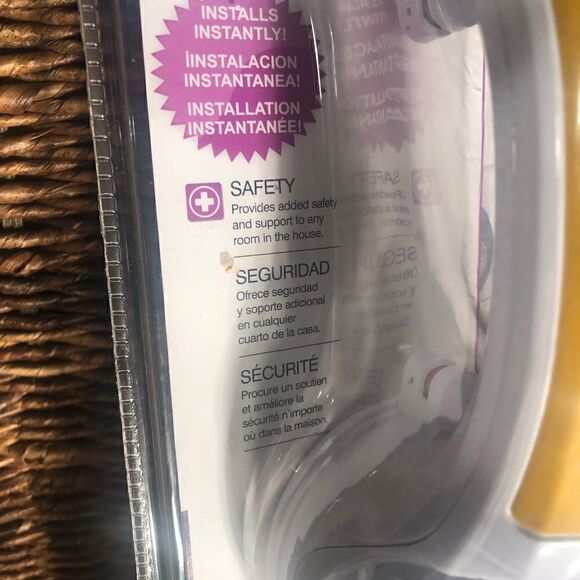 INSTALLS
INSTANTLY!
¡INSTALACION
INSTANTANEA!
INSTALLATION
INSTANTANÉE!
SAFETY
Provides added safety
and support to any
room in the house.
SEGURIDAD
Ofrece seguridad
y soporte adicional
en cualquier
cuarto de la casa.
SÉCURITÉ
Procure un soutien
et améliore la
sécurité n'importe
où dans la maison.